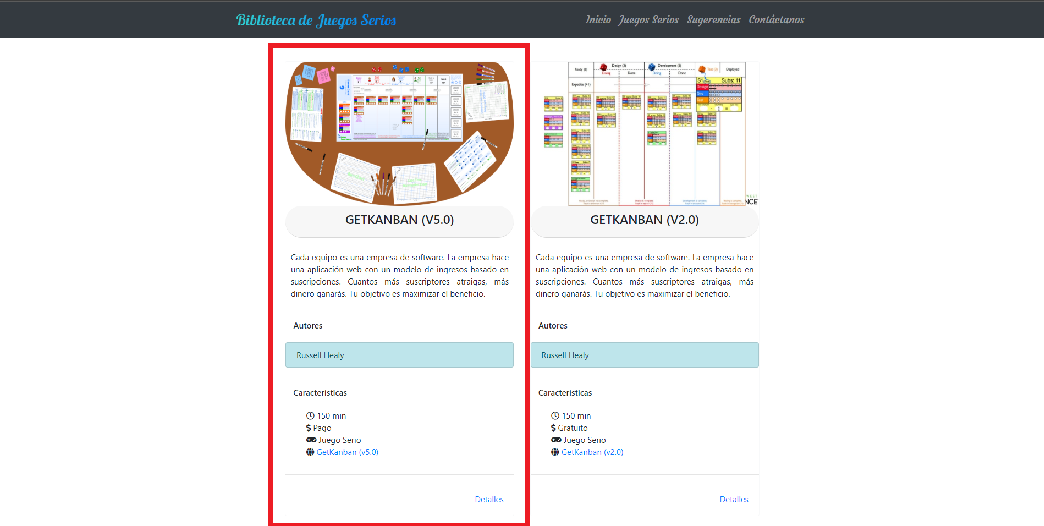 Biblioteca de Juegos Serios
Inicio Juegos Serios Sugerencias Contáctanos
GETKANBAN (V5.0)
Cada equipo es una empresa de software. La empresa hace
una aplicación web con un modelo de ingresos basado en
suscripciones. Cuantos más suscriptores atraigas, más
dinero ganarás. Tu objetivo es maximizar el beneficio.
Autores
Russell Healy
Características
150 min
$ Pago
Juego Serio
GetKanban (v5.0)
Detalles
GETKANBAN (V2.0)
Cada equipo es una empresa de software. La empresa hace
una aplicación web con un modelo de ingresos basado en
suscripciones. Cuantos más suscriptores atraigas, más
dinero ganarás. Tu objetivo es maximizar el beneficio.
Autores
Russell Healy
Características
150 min
$ Gratuito
Juego Serio
GetKanban (v2.0)
Detalles